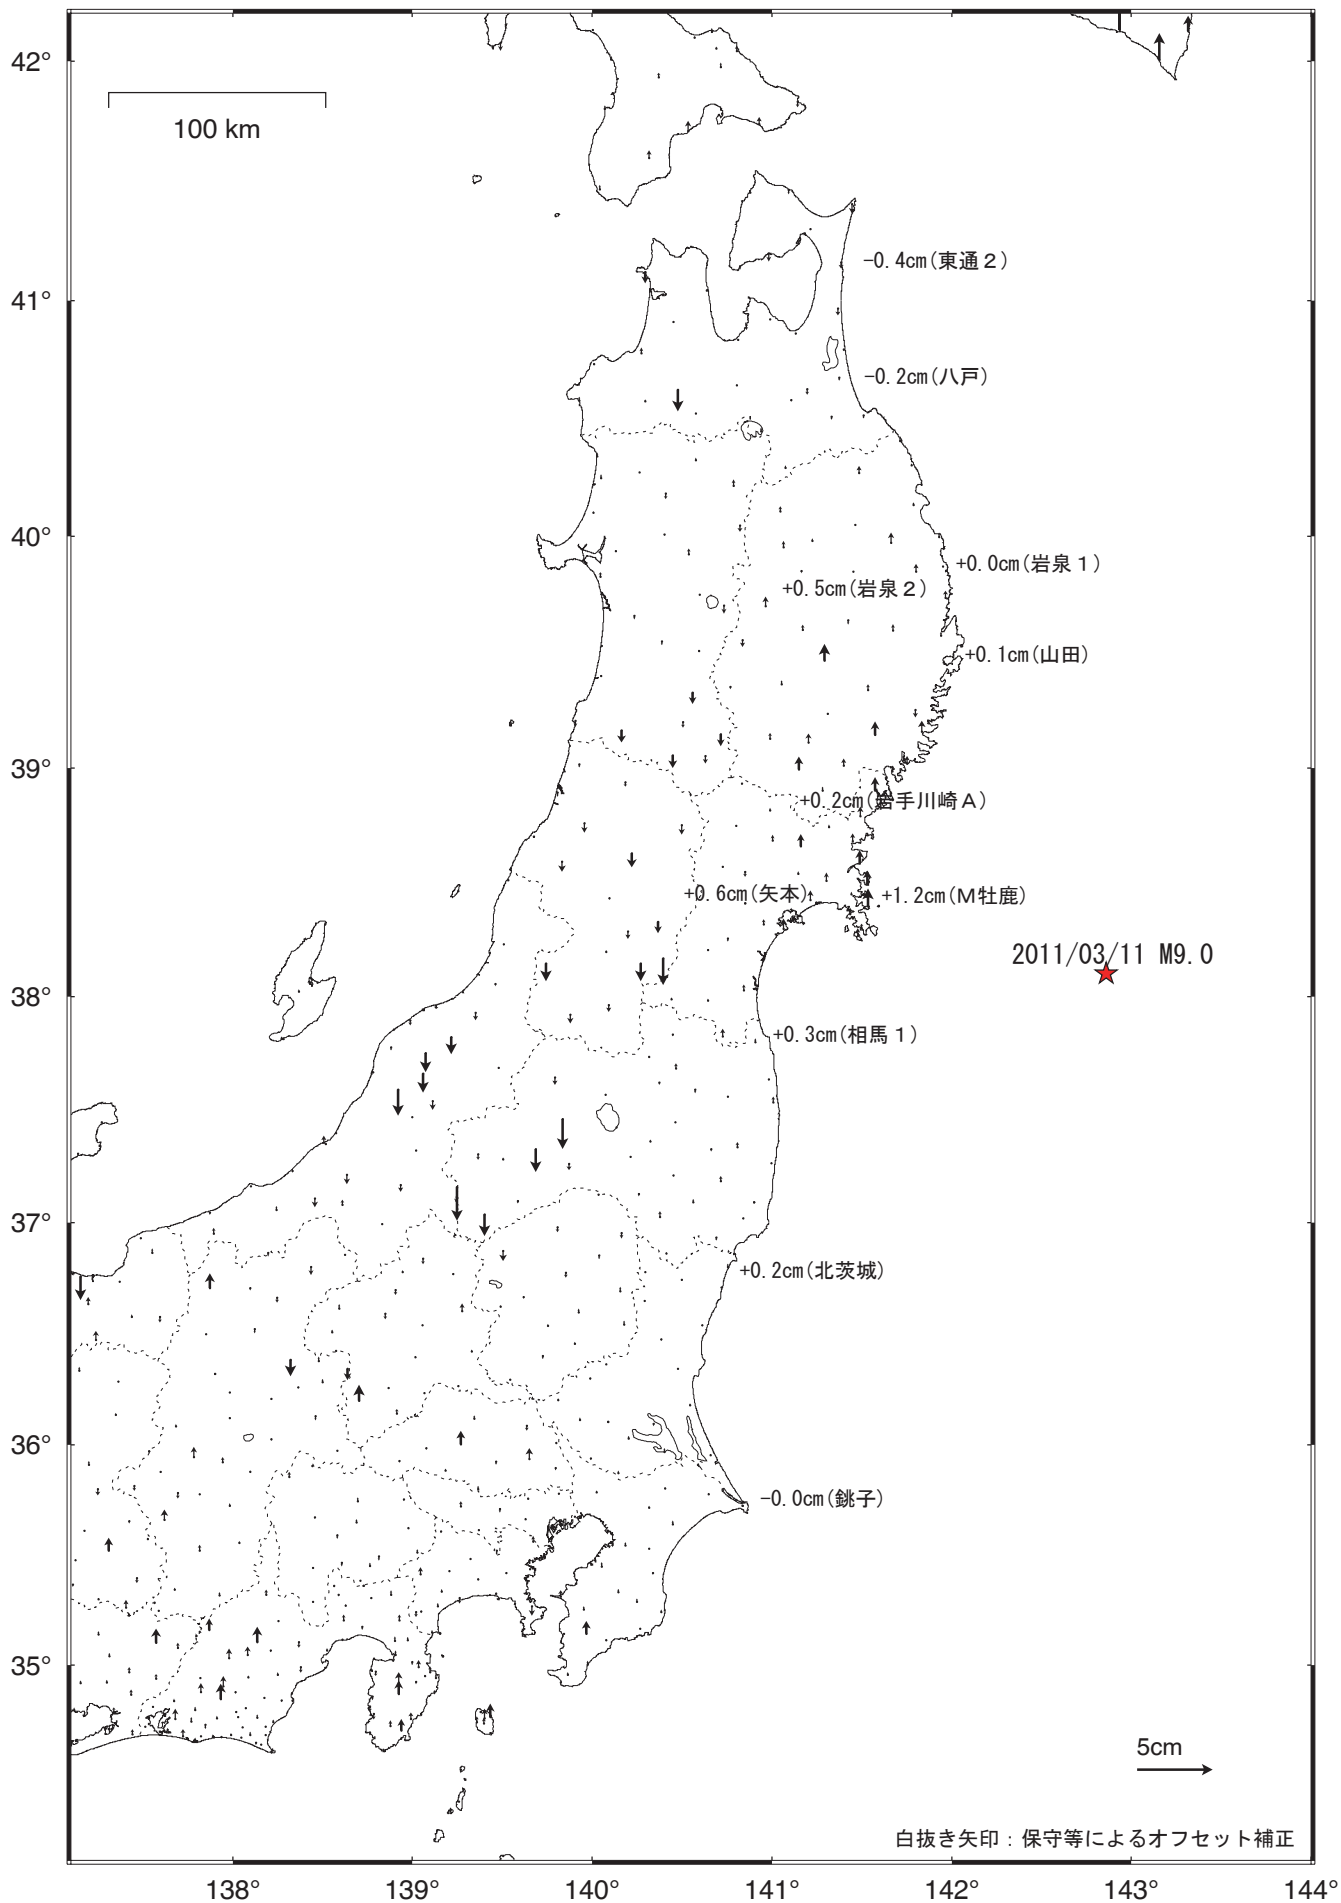 42°
100 km
-0.4cm(東通２)
41°
-0.2cm(八戸)
40°
+0.0cm(岩泉１)
+0.5cm(岩泉２)
+0.1cm(山田)
39°
+0.2cm(岩手川崎Ａ)
+0.6cm(矢本)
+1.2cm(Ｍ牡鹿)
2011/03/11 M9.0
38°
+0.3cm(相馬１)
37°
+0.2cm(北茨城)
36°
-0.0cm(銚子)
35°
5cm
白抜き矢印：保守等によるオフセット補正
138° 139° 140° 141° 142° 143° 144°